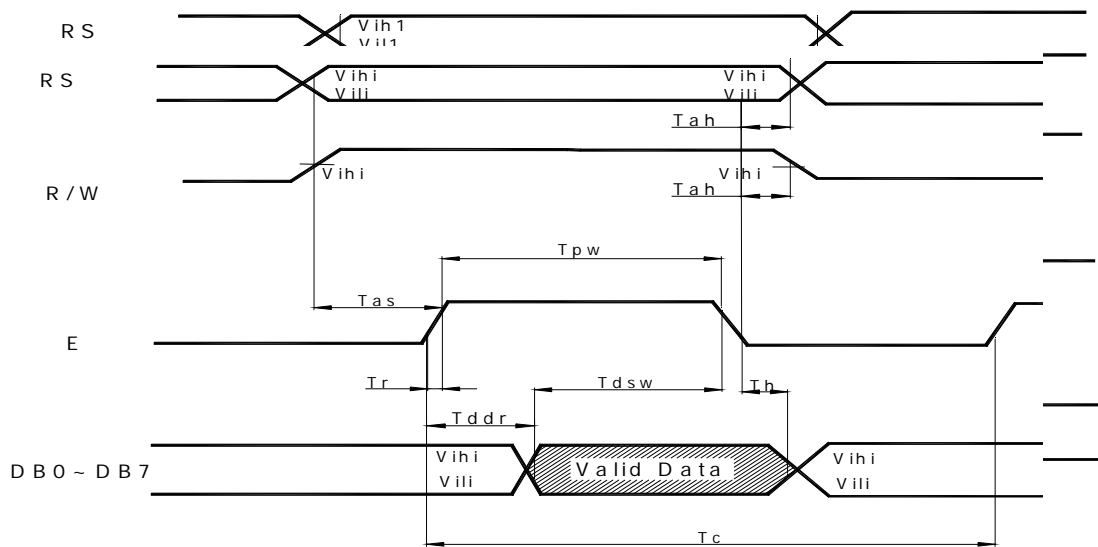 RS
Vih1
Vil1
RS
Vihi
Vihi
Vili
Vili
Tah
Vihi
Vihi
R/W
Tah
Tpw
Tas
E
Tr
Tdsw
Th
Tddr
Vihi
Vihi
DB0~DB7
Valid Data
Vili
Vili
Tc